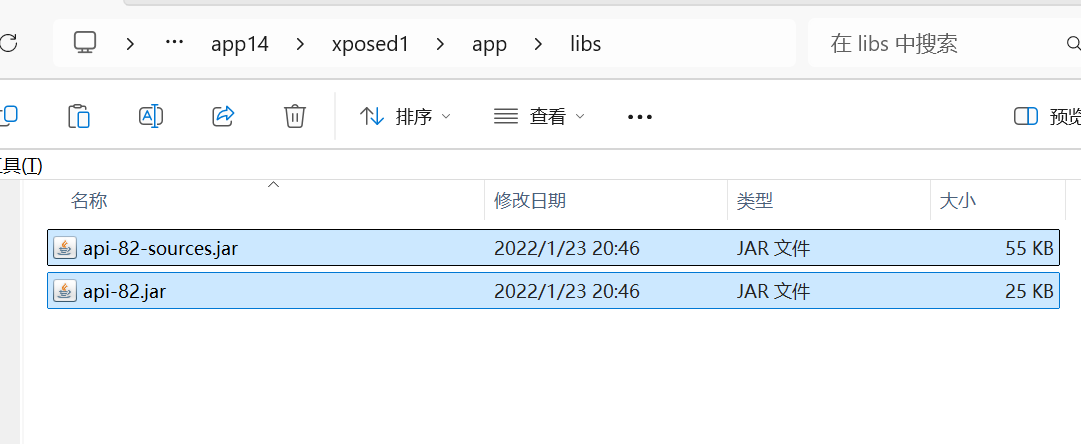 ··· app14 xposed1 app libs 在 libs 中搜索
排序 查看 ••• 预览
工具(T)
名称 修改日期 类型 大小
api-82-sources.jar 2022/1/23 20:46 JAR 文件 55 KB
api-82.jar 2022/1/23 20:46 JAR 文件 25 KB